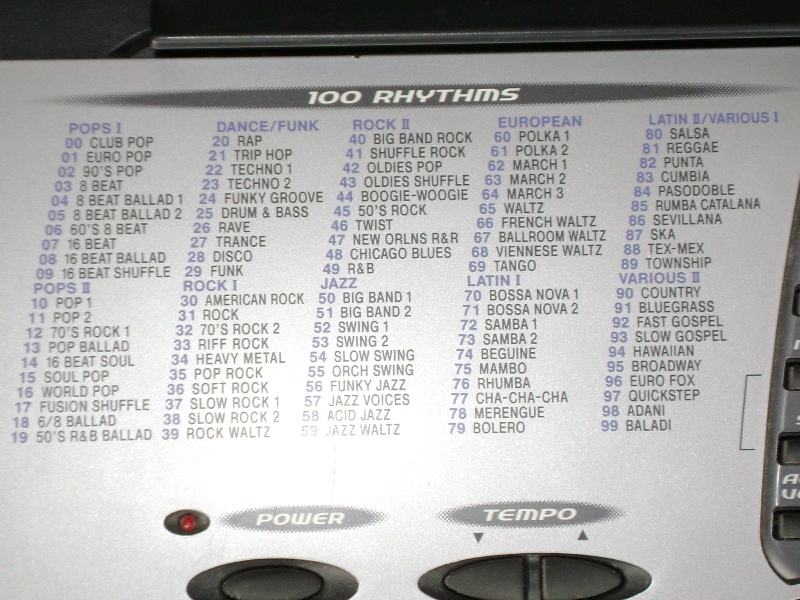 100 RHYTHMS
POPS I
00 CLUB POP
01 EURO POP
02 90'S POP
03 8 BEAT
04 8 BEAT BALLAD 1
05 8 BEAT BALLAD 2
06 60'S 8 BEAT
07 16 BEAT
08 16 BEAT BALLAD
09 16 BEAT SHUFFLE
POPS II
10 POP 1
11 POP 2
12 70'S ROCK 1
13 POP BALLAD
14 16 BEAT SOUL
15 SOUL POP
16 WORLD POP
17 FUSION SHUFFLE
18 6/8 BALLAD
19 50'S R&B BALLAD
DANCE/FUNK
20 RAP
21 TRIP HOP
22 TECHNO 1
23 TECHNO 2
24 FUNKY GROOVE
25 DRUM & BASS
26 RAVE
27 TRANCE
28 DISCO
29 FUNK
ROCK I
30 AMERICAN ROCK
31 ROCK
32 70'S ROCK 2
33 RIFF ROCK
34 HEAVY METAL
35 POP ROCK
36 SOFT ROCK
37 SLOW ROCK 1
38 SLOW ROCK 2
39 ROCK WALTZ
ROCK II
40 BIG BAND ROCK
41 SHUFFLE ROCK
42 OLDIES POP
43 OLDIES SHUFFLE
44 BOOGIE-WOOGIE
45 50'S ROCK
46 TWIST
47 NEW ORLNS R&R
48 CHICAGO BLUES
49 R&B
JAZZ
50 BIG BAND 1
51 BIG BAND 2
52 SWING 1
53 SWING 2
54 SLOW SWING
55 ORCH SWING
56 FUNKY JAZZ
57 JAZZ VOICES
58 ACID JAZZ
59 JAZZ WALTZ
EUROPEAN
60 POLKA 1
61 POLKA 2
62 MARCH 1
63 MARCH 2
64 MARCH 3
65 WALTZ
66 FRENCH WALTZ
67 BALLROOM WALTZ
68 VIENNESE WALTZ
69 TANGO
LATIN I
70 BOSSA NOVA 1
71 BOSSA NOVA 2
72 SAMBA 1
73 SAMBA 2
74 BEGUINE
75 MAMBO
76 RHUMBA
77 CHA-CHA-CHA
78 MERENGUE
79 BOLERO
LATIN II/VARIOUS I
80 SALSA
81 REGGAE
82 PUNTA
83 CUMBIA
84 PASODOBLE
85 RUMBA CATALANA
86 SEVILLANA
87 SKA
88 TEX-MEX
89 TOWNSHIP
VARIOUS II
90 COUNTRY
91 BLUEGRASS
92 FAST GOSPEL
93 SLOW GOSPEL
94 HAWAIIAN
95 BROADWAY
96 EURO FOX
97 QUICKSTEP
98 ADANI
99 BALADI
POWER
TEMPO